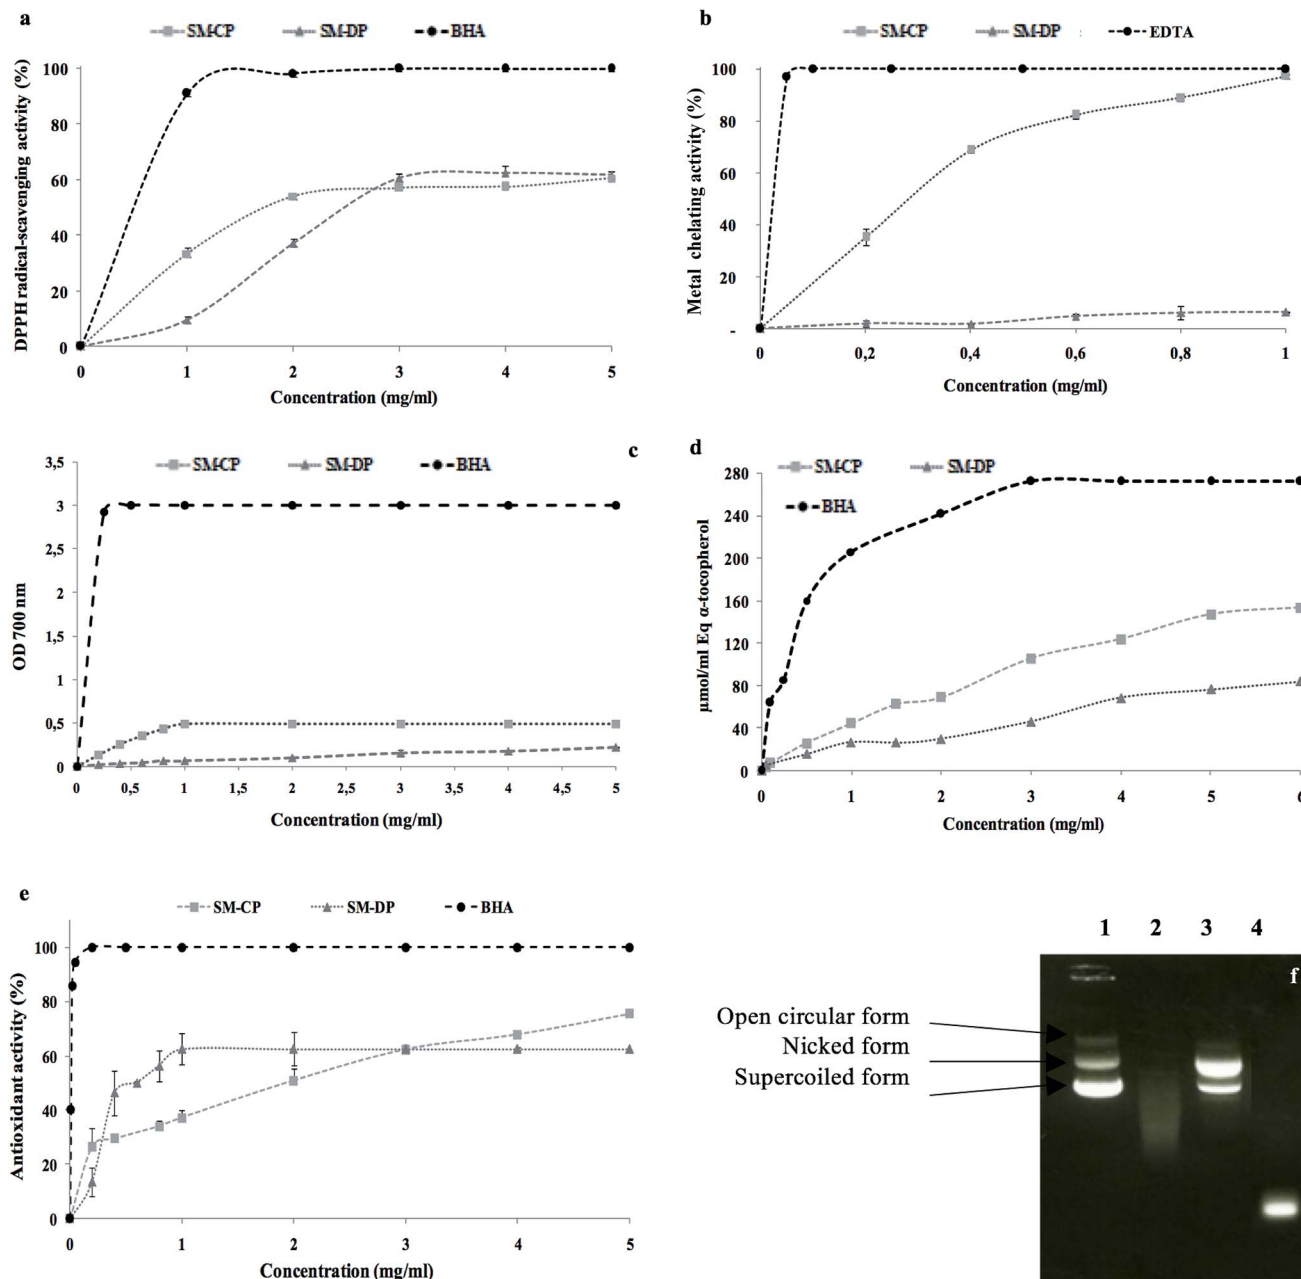 a
SM-CP SM-DP BHA
DPPH radical-scavenging activity (%)
100
80
60
40
20
0
0 1 2 3 4 5
Concentration (mg/ml)
b
SM-CP SM-DP EDTA
Metal chelating activity (%)
100
80
60
40
20
-
0 0,2 0,4 0,6 0,8 1
Concentration (mg/ml)
c
SM-CP SM-DP BHA
OD 700 nm
3,5
3
2,5
2
1,5
1
0,5
0
0 0,5 1 1,5 2 2,5 3 3,5 4 4,5 5
Concentration (mg/ml)
d
SM-CP SM-DP
BHA
µmol/ml Eq α-tocopherol
280
240
200
160
120
80
40
0
0 1 2 3 4 5 6
Concentration (mg/ml)
e
SM-CP SM-DP BHA
Antioxidant activity (%)
100
80
60
40
20
0
0 1 2 3 4 5
Concentration (mg/ml)
1 2 3 4
f
Open circular form
Nicked form
Supercoiled form